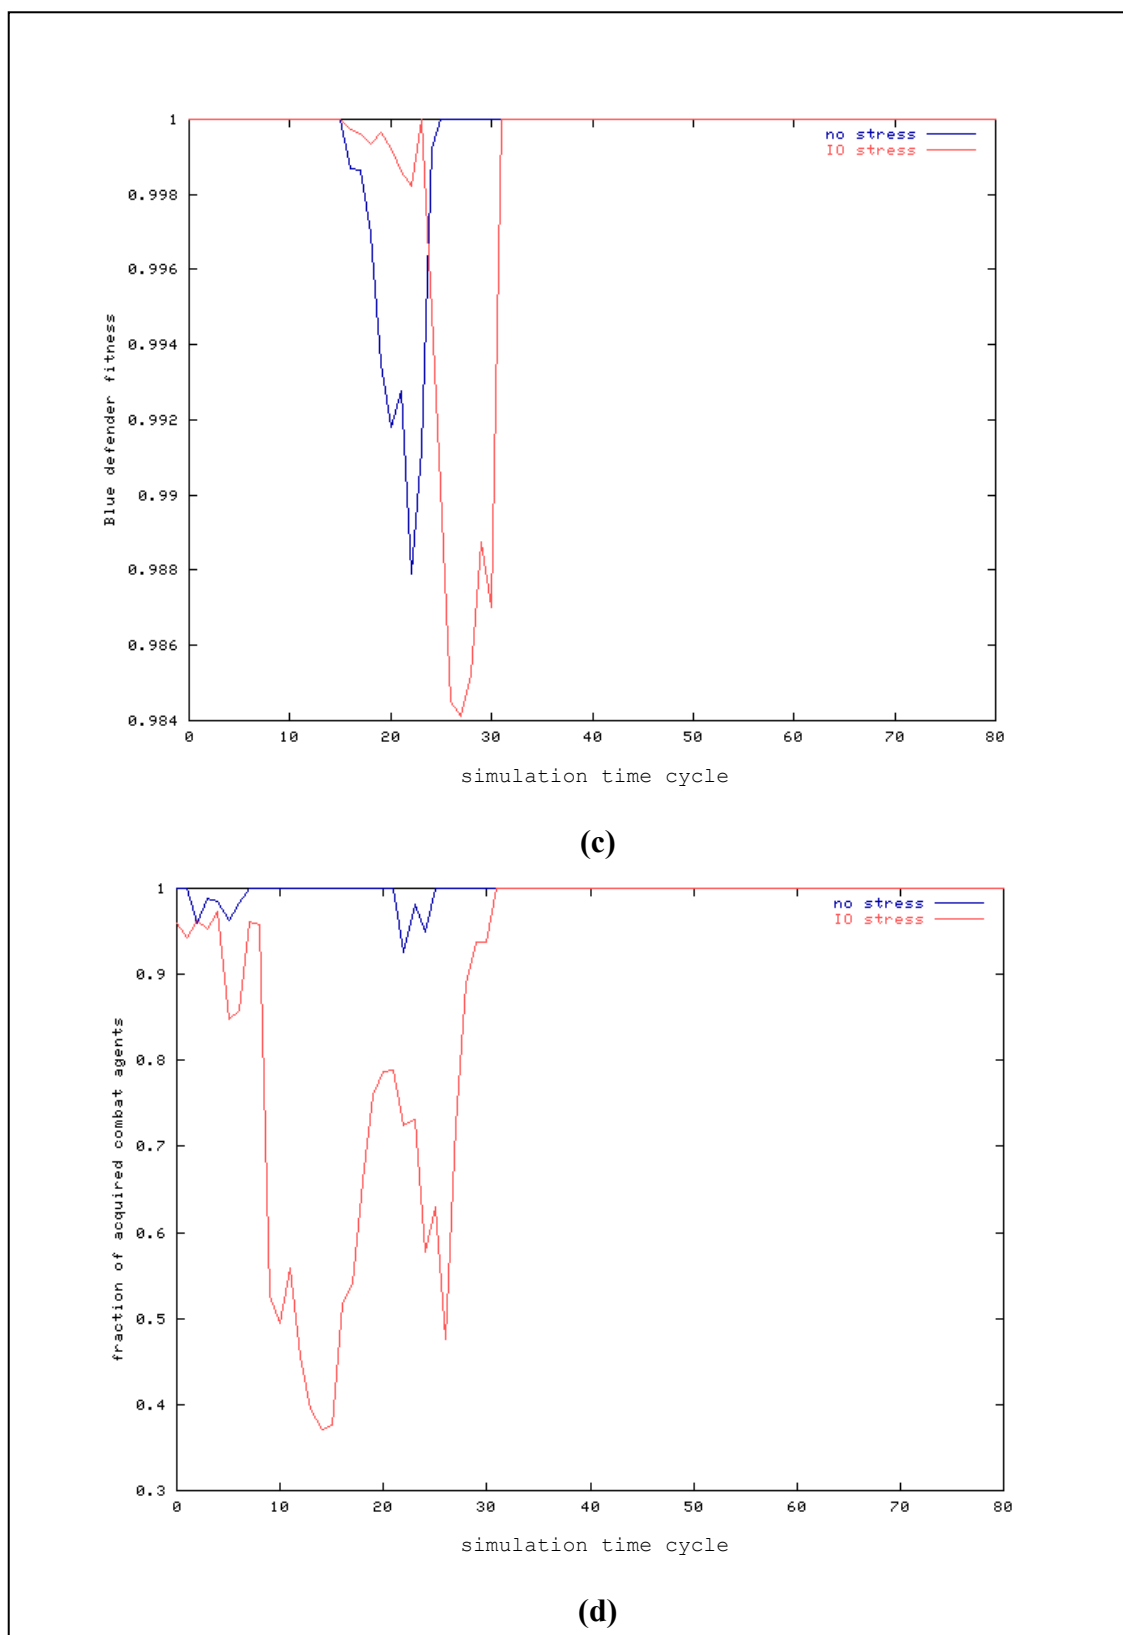 1
0.998
0.996
0.994
0.992
0.99
0.988
0.986
0.984
Blue defender fitness
no stress
IO stress
0 10 20 30 40 50 60 70 80
simulation time cycle
(c)
1
0.9
0.8
0.7
0.6
0.5
0.4
0.3
fraction of acquired combat agents
no stress
IO stress
0 10 20 30 40 50 60 70 80
simulation time cycle
(d)